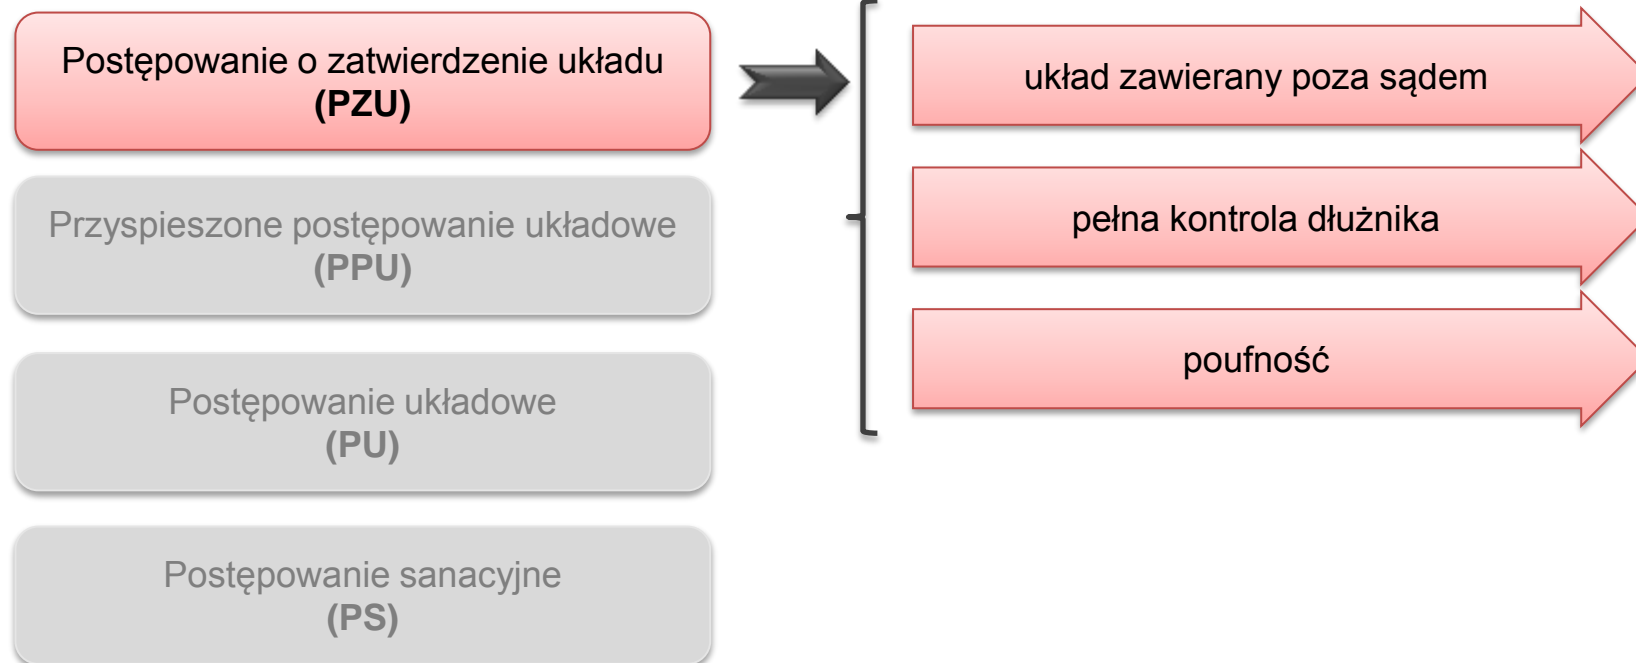 Postępowanie o zatwierdzenie układu
(PZU)
układ zawierany poza sądem
pełna kontrola dłużnika
poufność
Przyspieszone postępowanie układowe
(PPU)
Postępowanie układowe
(PU)
Postępowanie sanacyjne
(PS)